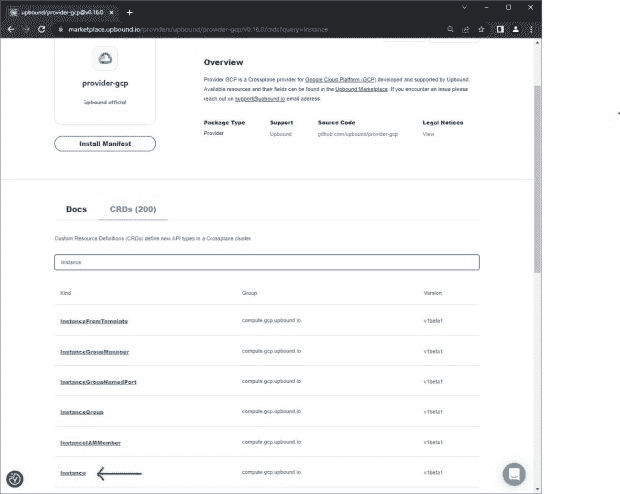 upbound/provider-gcp@v0.16.0
marketplace.upbound.io/providers/upbound/provider-gcp/v0.16.0/crds?query=instance
provider-gcp
Upbound official
Install Manifest
Overview
Provider GCP is a Crossplane provider for Google Cloud Platform (GCP) developed and supported by Upbound.
Available resources and their fields can be found in the Upbound Marketplace. If you encounter an issue please
reach out on support@upbound.io email address.
Package Type Support Source Code Legal Notices
Provider Upbound github.com/upbound/provider-gcp View
Docs CRDs (200)
Custom Resource Definitions (CRDs) define new API types in a Crossplane cluster.
instance
Kind Group Version
InstanceFromTemplate compute.gcp.upbound.io v1beta1
InstanceGroupManager compute.gcp.upbound.io v1beta1
InstanceGroupNamedPort compute.gcp.upbound.io v1beta1
InstanceGroup compute.gcp.upbound.io v1beta1
InstanceIAMMember compute.gcp.upbound.io v1beta1
Instance compute.gcp.upbound.io v1beta1